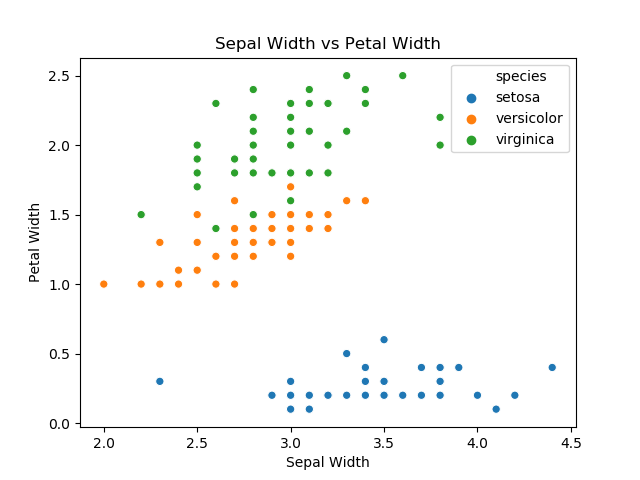 Sepal Width vs Petal Width
2.5
2.0
1.5
1.0
0.5
0.0
Petal Width
species
setosa
versicolor
virginica
2.0 2.5 3.0 3.5 4.0 4.5
Sepal Width